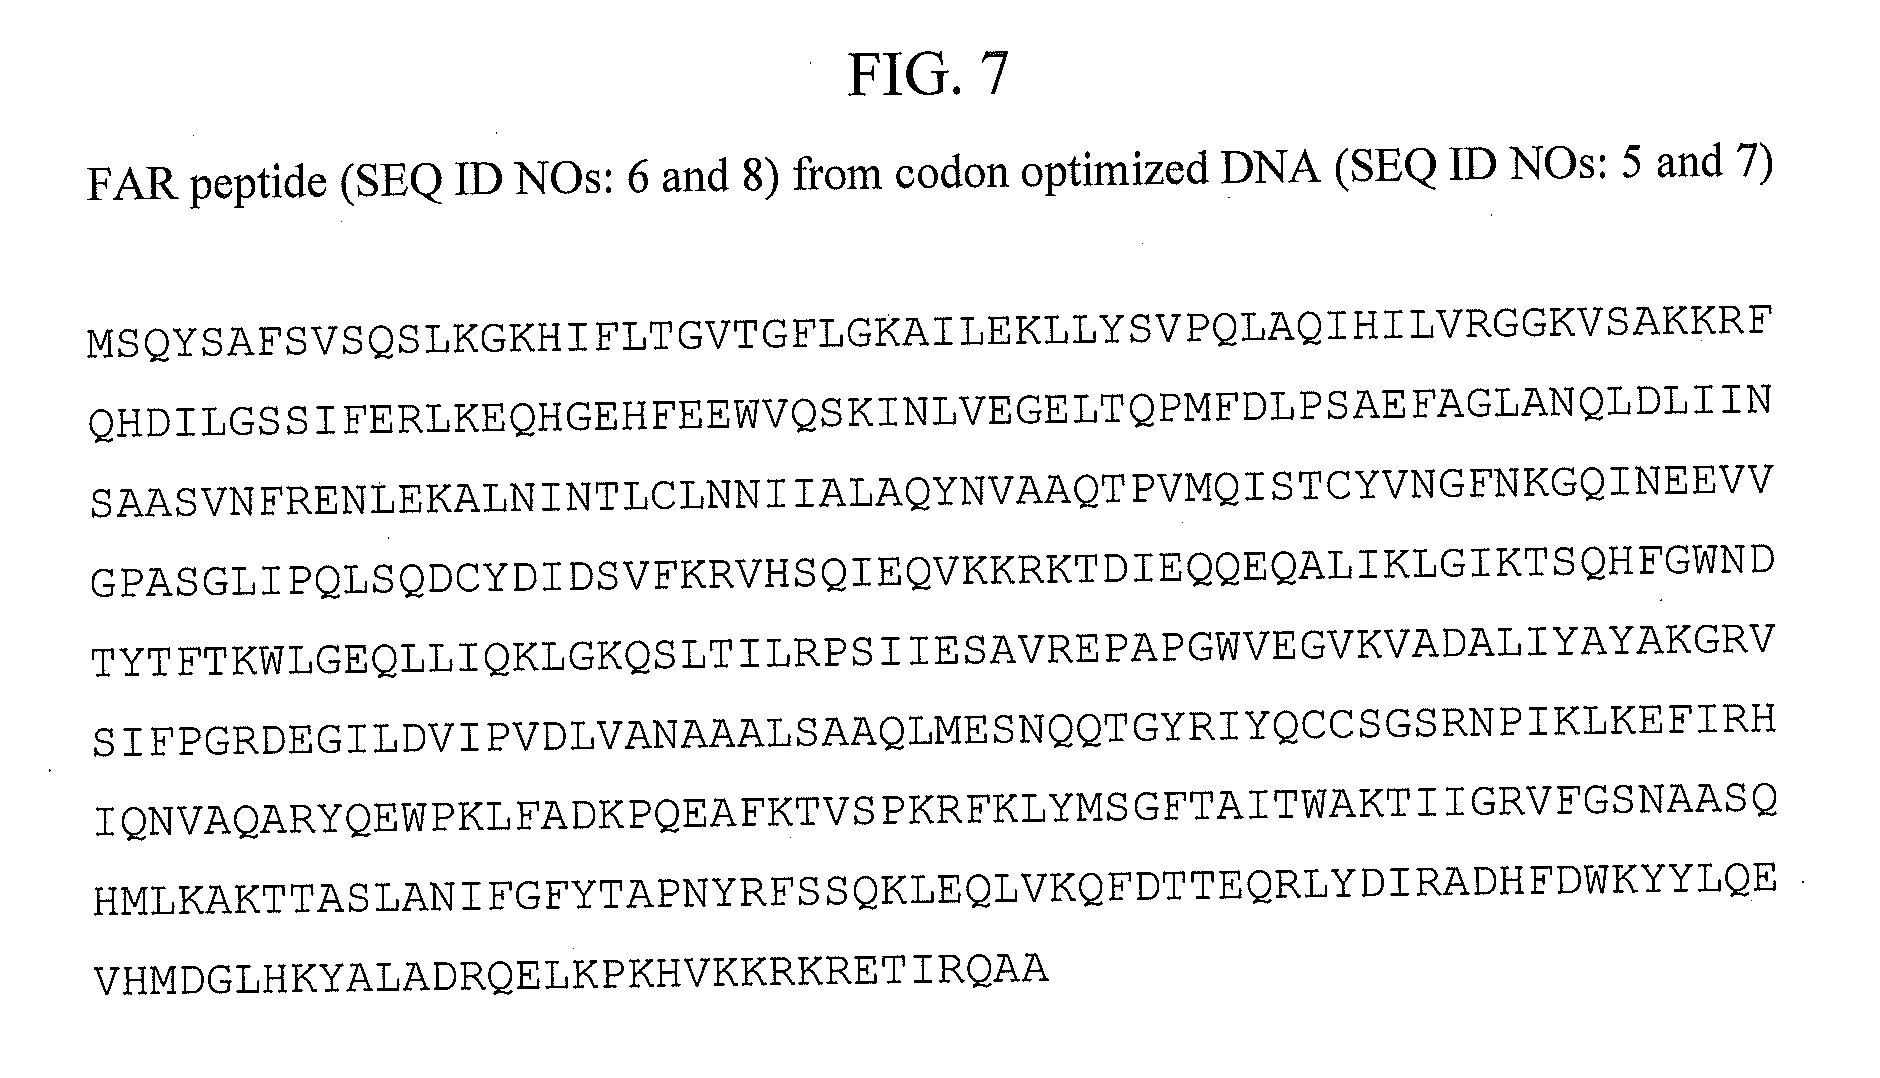 FIG. 7
FAR peptide (SEQ ID NOs: 6 and 8) from codon optimized DNA (SEQ ID NOs: 5 and 7)
MSQYSAFSVSQSLKGKHIFLTGVTGFLGKAILEKLLYSVPQLAQIHILVRGGKVSAKKRF
QHDILGSSIFERLKEQHGEHFEEWVQSKINLVEGELTQPMFDLPSAEFAGLANQLDLIIN
SAASVNFRENLEKALNINTLCLNNIIALAQYNVAAQTPVMQISTCYVNGFNKGQINEEVV
GPASGLIPQLSQDCYDIDSVFKRVHSQIEQVKKRKTDIEQQEQALIKLGIKTSQHFGWND
TYTFTKWLGEQLLIQKLGKQSLTILRPSIIESAVREPAPGWVEGVKVADALIYAYAKGRV
SIFPGRDEGILDVIPVDLVANAAALSAAQLMESNQQTGYRIYQCCSGSRNPIKLKEFIRH
IQNVAQARYQEWPKLFADKPQEAFKTVSPKRFKLYMSGFTAITWAKTIIGRVFGSNAASQ
HMLKAKTTASLANIFGFYTAPNYRFSSQKLEQLVKQFDTTEQRLYDIRADHFDWKYYLQE
VHMDGLHKYALADRQELKPKHVKKRKRETIRQAA